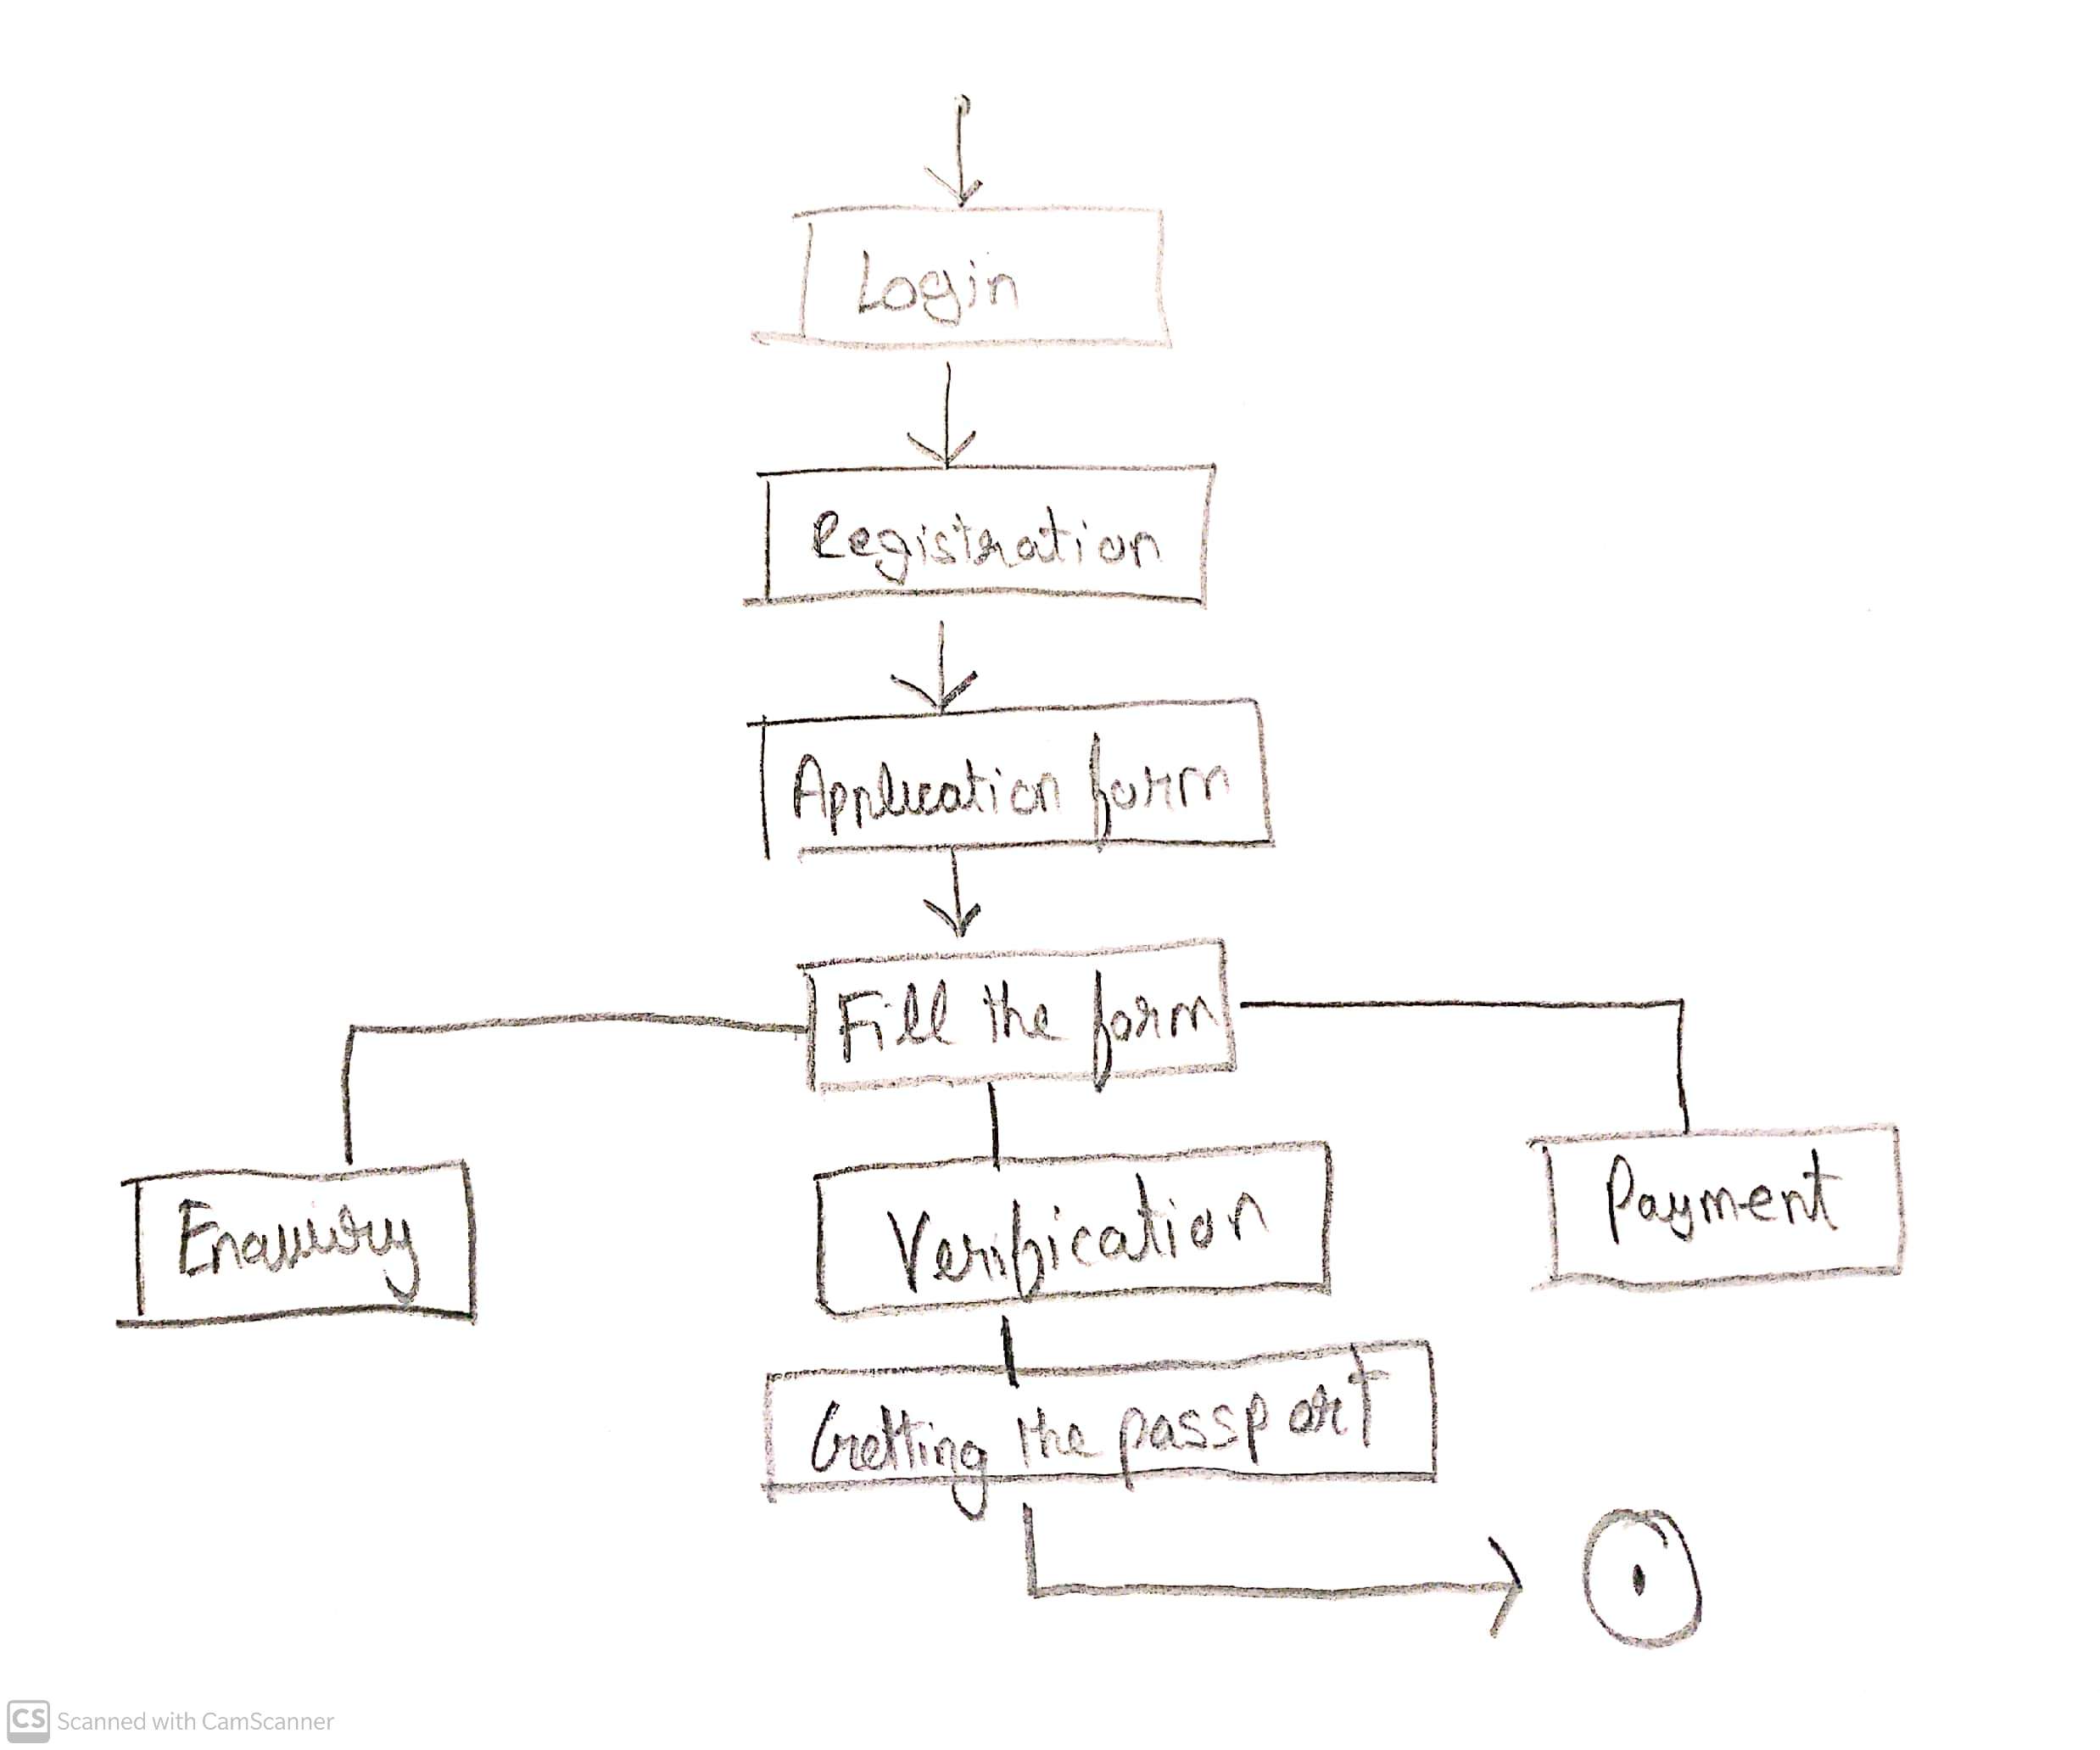 Login
Registration
Application form
Fill the form
Enquiry
Verification
Payment
Getting the passport
CS Scanned with CamScanner